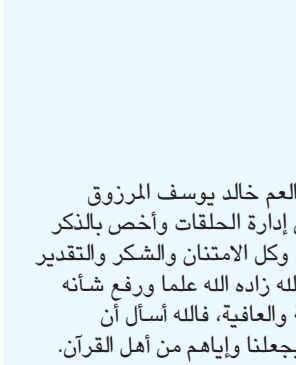 العم خالد يوسف المرزوق
إدارة الحلقات وأخص بالذكر
وكل الامتنان والشكر والتقدير
الله زاده الله علما ورفع شأنه
والعافية، فالله أسأل أن
يجعلنا وإياهم من أهل القرآن.